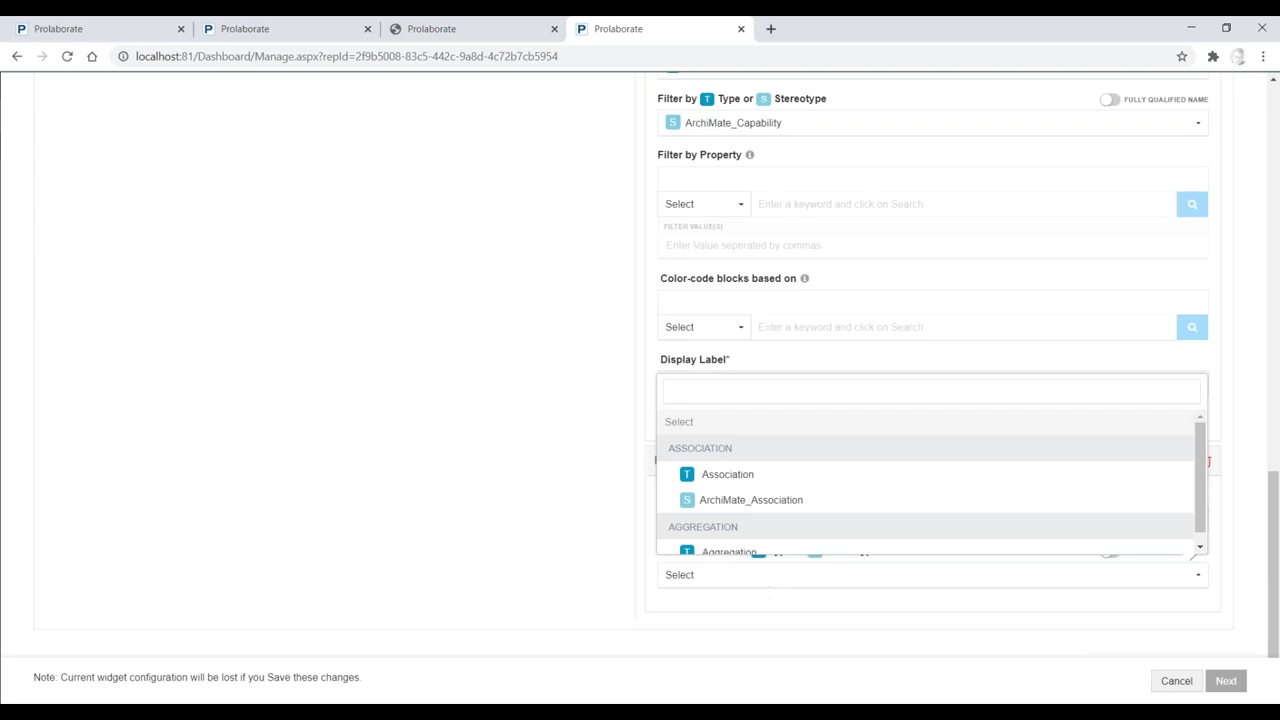 Prolaborate
Prolaborate
Prolaborate
Prolaborate
localhost:81/Dashboard/Manage.aspx?repId=2f9b5008-83c5-442c-9a8d-4c72b7cb5954
Filter by T Type or S Stereotype
FULLY QUALIFIED NAME
S ArchiMate_Capability
Filter by Property
Select
Enter a keyword and click on Search
FILTER VALUE(S)
Enter Value seperated by commas
Color-code blocks based on
Select
Enter a keyword and click on Search
Display Label*
Select
ASSOCIATION
T Association
S ArchiMate_Association
AGGREGATION
T Aggregation
Select
Note: Current widget configuration will be lost if you Save these changes.
Cancel
Next